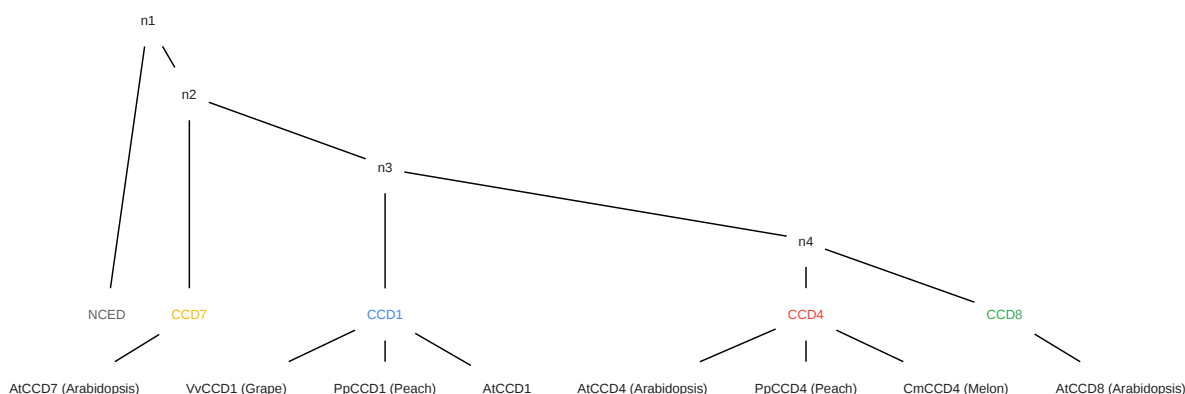 n1
n2
n3
n4
NCED
CCD7
CCD1
CCD4
CCD8
AtCCD7 (Arabidopsis)
VvCCD1 (Grape)
PpCCD1 (Peach)
AtCCD1
AtCCD4 (Arabidopsis)
PpCCD4 (Peach)
CmCCD4 (Melon)
AtCCD8 (Arabidopsis)